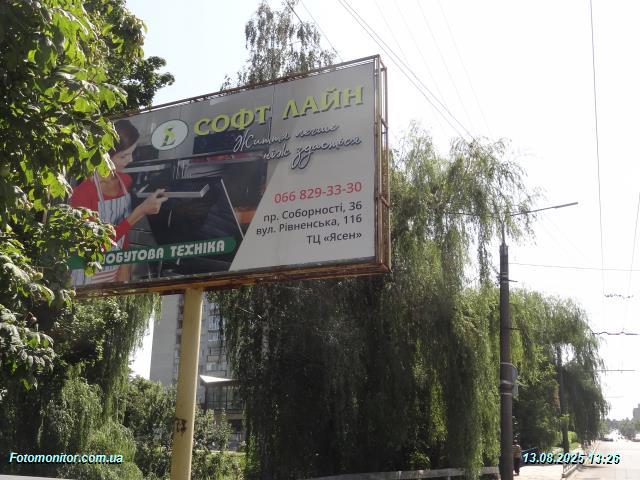 СОФТ ЛАЙН
Життя легше
ніж здається
066 829-33-30
пр. Соборності, 36
вул. Рівненська, 116
ТЦ «Ясен»
ПОБУТОВА ТЕХНІКА
Fotomonitor.com.ua
13.08.2025 13:26